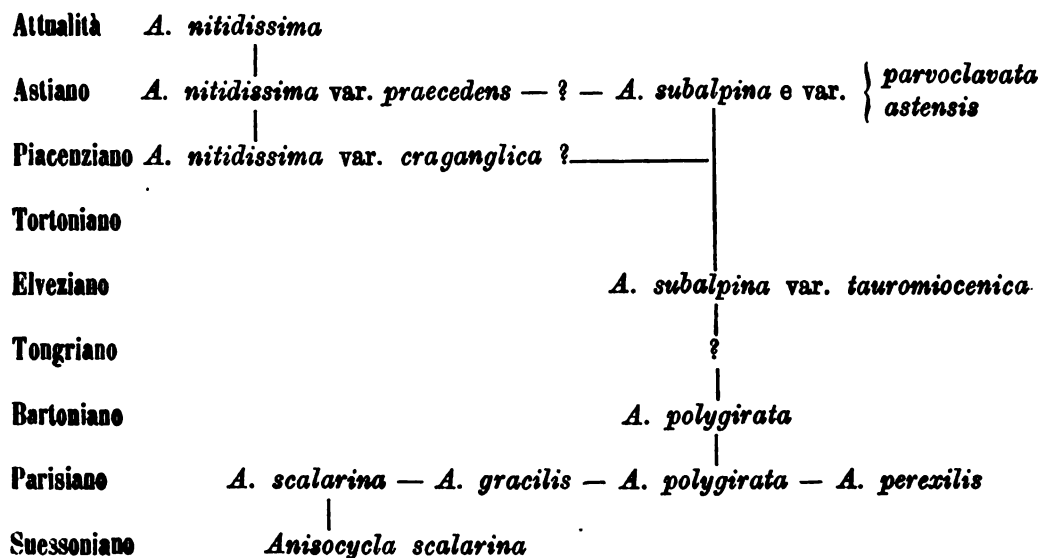 Attualità A. nitidissima
Astiano A. nitidissima var. praecedens — ? — A. subalpina e var. { parvoclavata
astensis
Piacenziano A. nitidissima var. craganglica ?
Tortoniano
Elveziano A. subalpina var. tauromiocenica
Tongriano ?
Bartoniano A. polygirata
Parisiano A. scalarina — A. gracilis — A. polygirata — A. perexilis
Suessoniano Anisocycla scalarina